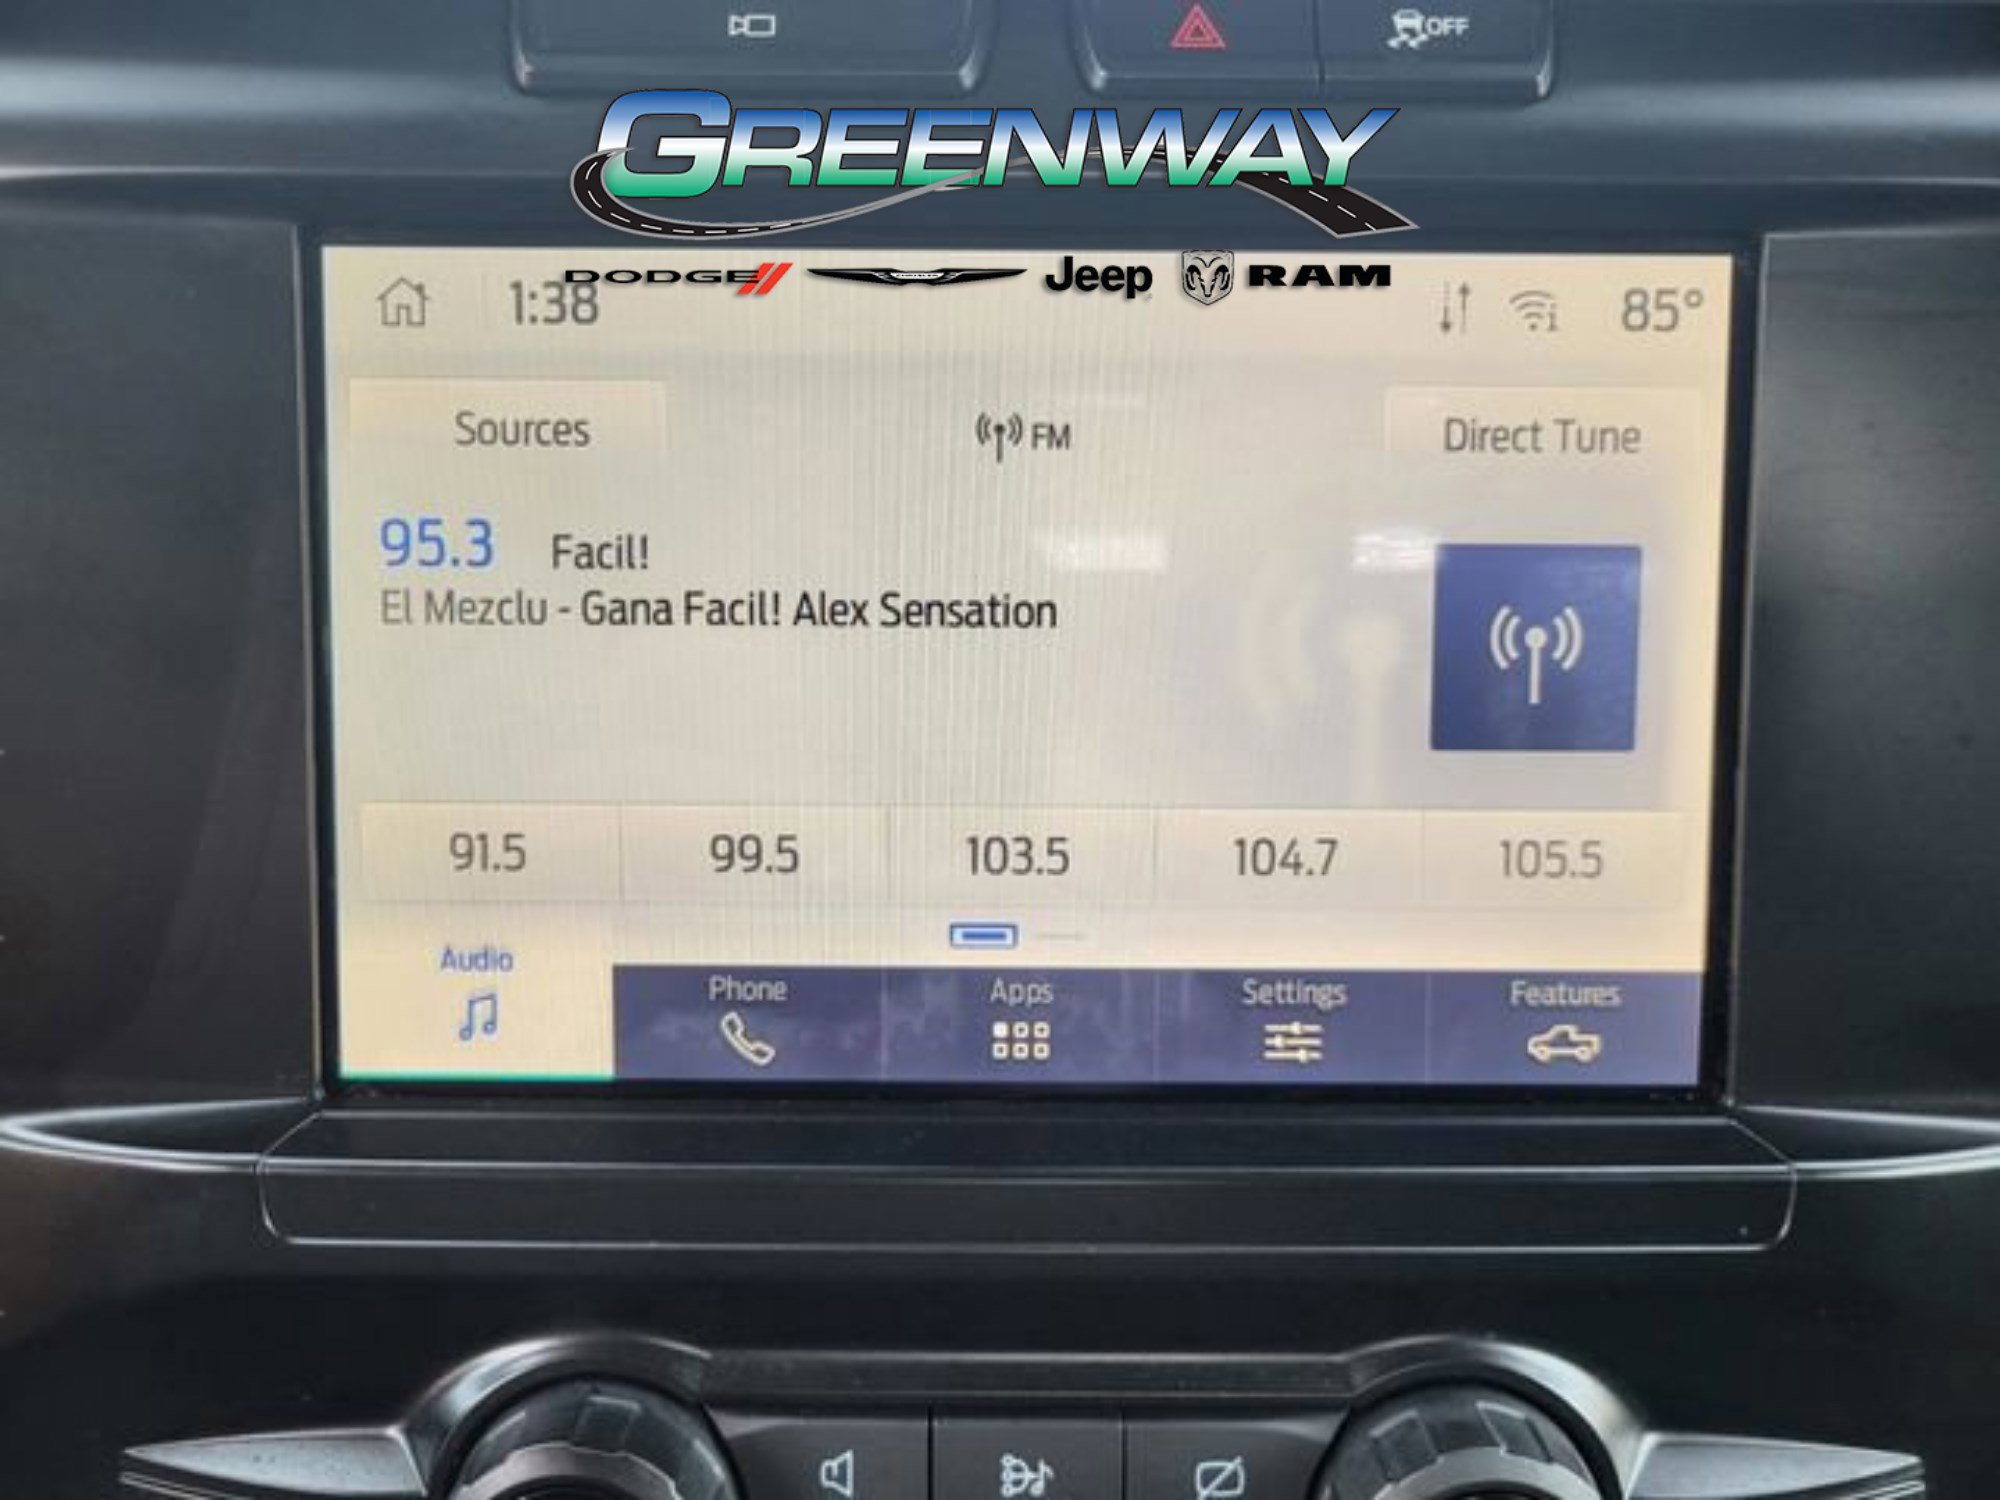 OFF
GREENWAY
DODGE CHRYSLER Jeep RAM
1:38 85°
Sources FM Direct Tune
95.3 Facil!
El Mezclu - Gana Facil! Alex Sensation
91.5 99.5 103.5 104.7 105.5
Audio Phone Apps Settings Features